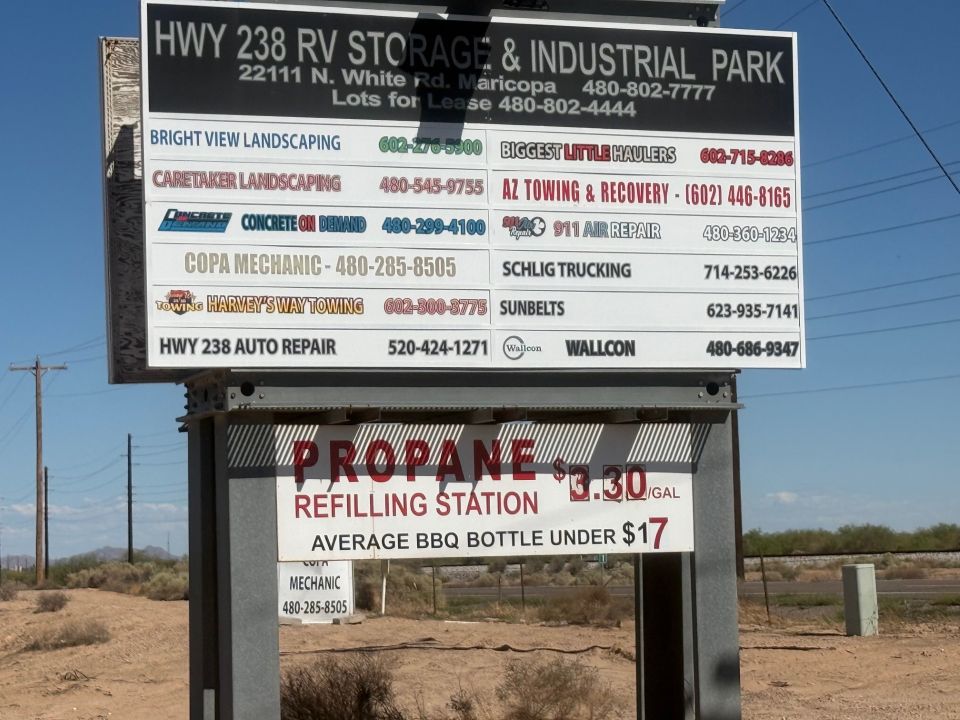 HWY 238 RV STORAGE & INDUSTRIAL PARK
22111 N. White Rd. Maricopa 480-802-7777
Lots for Lease 480-802-4444
BRIGHT VIEW LANDSCAPING 602-276-5900
CARETAKER LANDSCAPING 480-545-9755
CONCRETE DEMAND CONCRETE ON DEMAND 480-299-4100
COPA MECHANIC - 480-285-8505
TOWING HARVEY'S WAY TOWING 602-300-3775
HWY 238 AUTO REPAIR 520-424-1271
BIGGEST LITTLE HAULERS 602-715-8286
AZ TOWING & RECOVERY - (602) 446-8165
911 AIR REPAIR 480-360-1234
SCHLIG TRUCKING 714-253-6226
SUNBELTS 623-935-7141
Wallcon WALLCON 480-686-9347
PROPANE $3.30/GAL
REFILLING STATION
AVERAGE BBQ BOTTLE UNDER $17
COPA
MECHANIC
480-285-8505